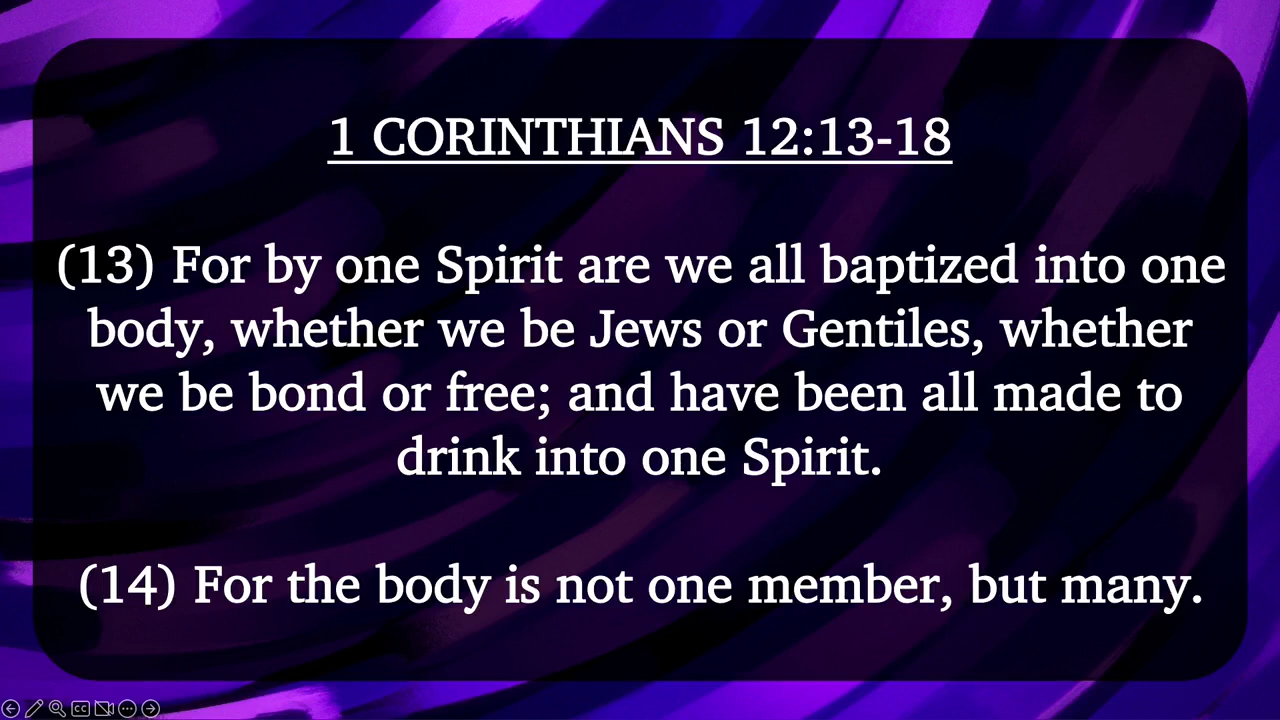 1 CORINTHIANS 12:13-18
(13) For by one Spirit are we all baptized into one
body, whether we be Jews or Gentiles, whether
we be bond or free; and have been all made to
drink into one Spirit.
(14) For the body is not one member, but many.
CC